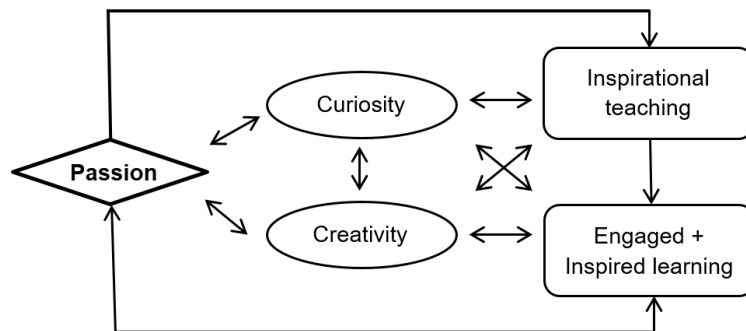 Inspirational
teaching
Curiosity
Passion
Creativity
Engaged +
Inspired learning